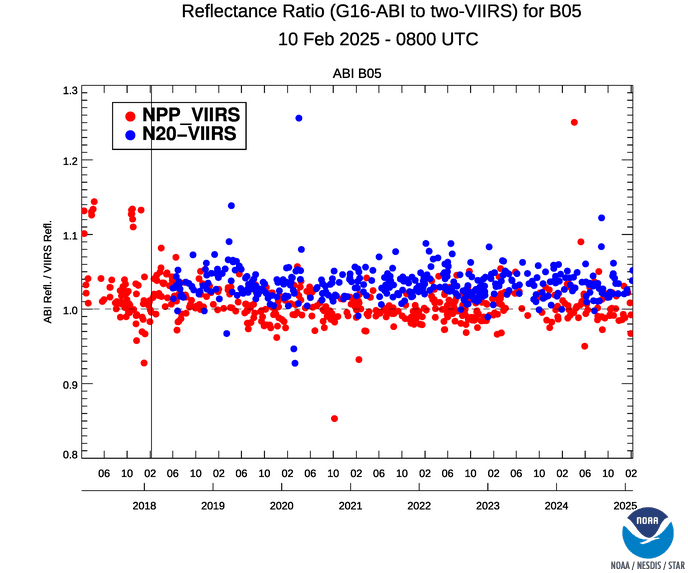 Reflectance Ratio (G16-ABI to two-VIIRS) for B05
10 Feb 2025 - 0800 UTC
ABI B05
NPP_VIIRS
N20-VIIRS
ABI Refl. / VIIRS Refl.
1.3
1.2
1.1
1.0
0.9
0.8
06 10 02 06 10 02 06 10 02 06 10 02 06 10 02 06 10 02 06 10 02 06 10 02
2018 2019 2020 2021 2022 2023 2024 2025
NOAA
NOAA / NESDIS / STAR